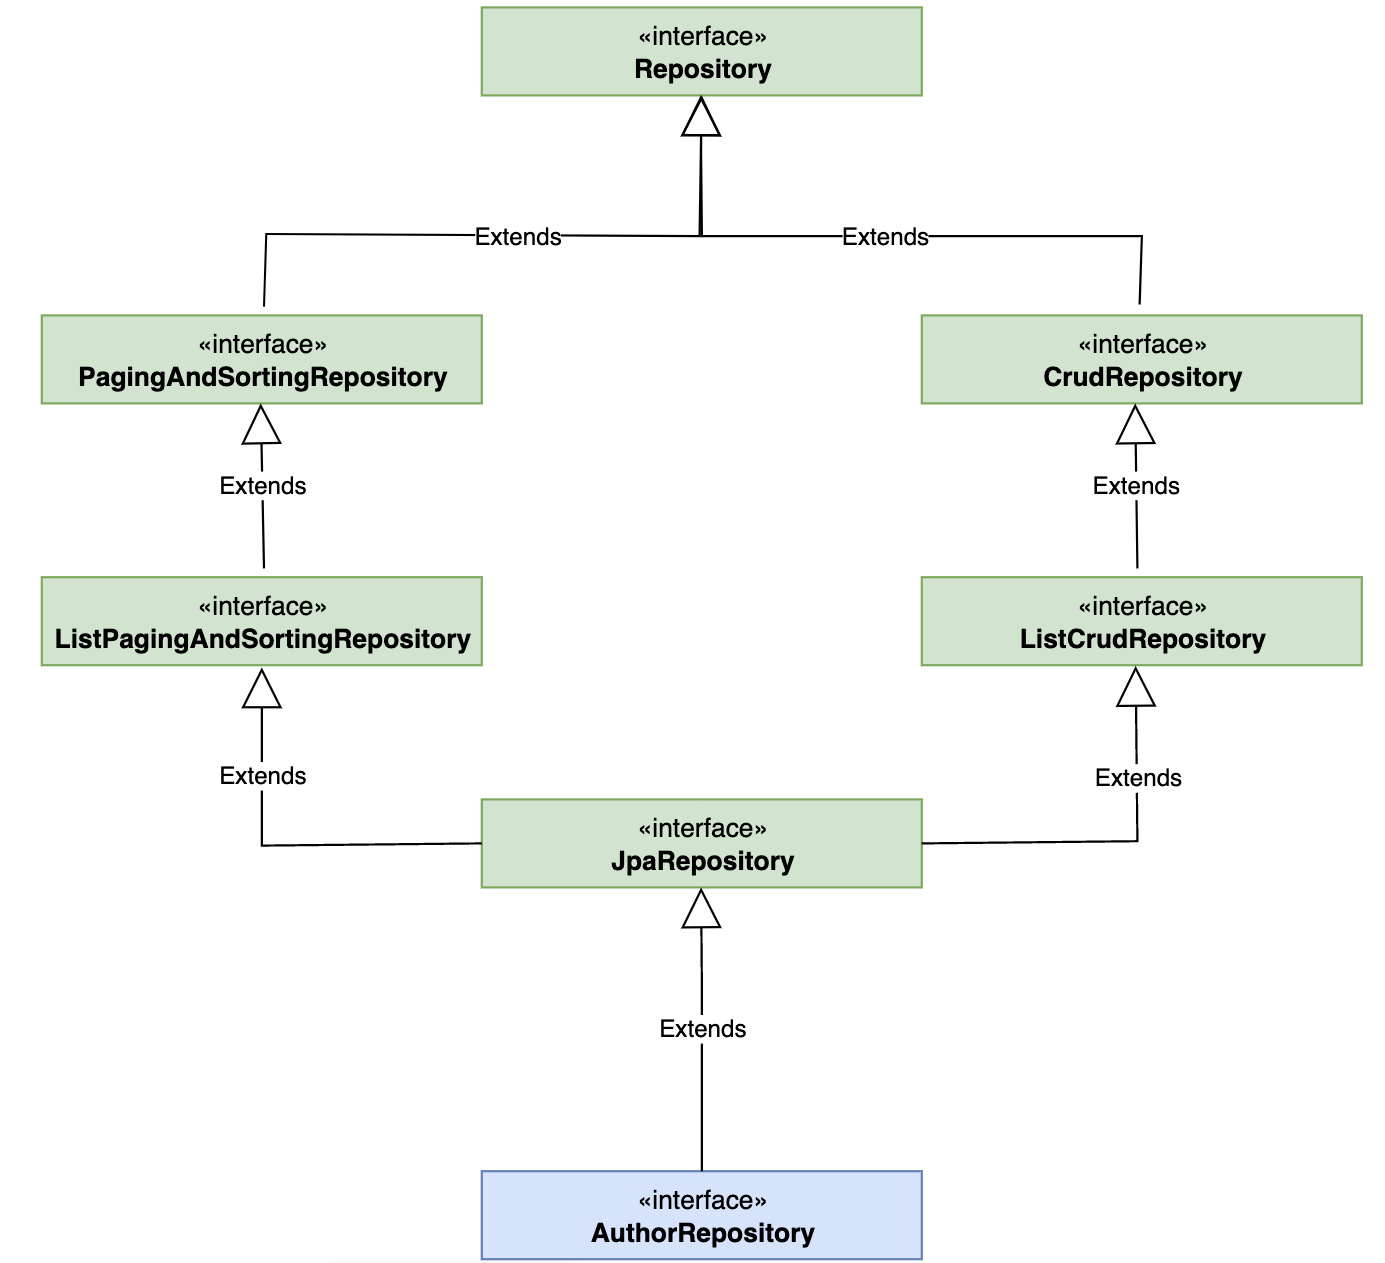 «interface»
Repository
Extends
Extends
«interface»
PagingAndSortingRepository
«interface»
CrudRepository
Extends
Extends
«interface»
ListPagingAndSortingRepository
«interface»
ListCrudRepository
Extends
Extends
«interface»
JpaRepository
Extends
«interface»
AuthorRepository